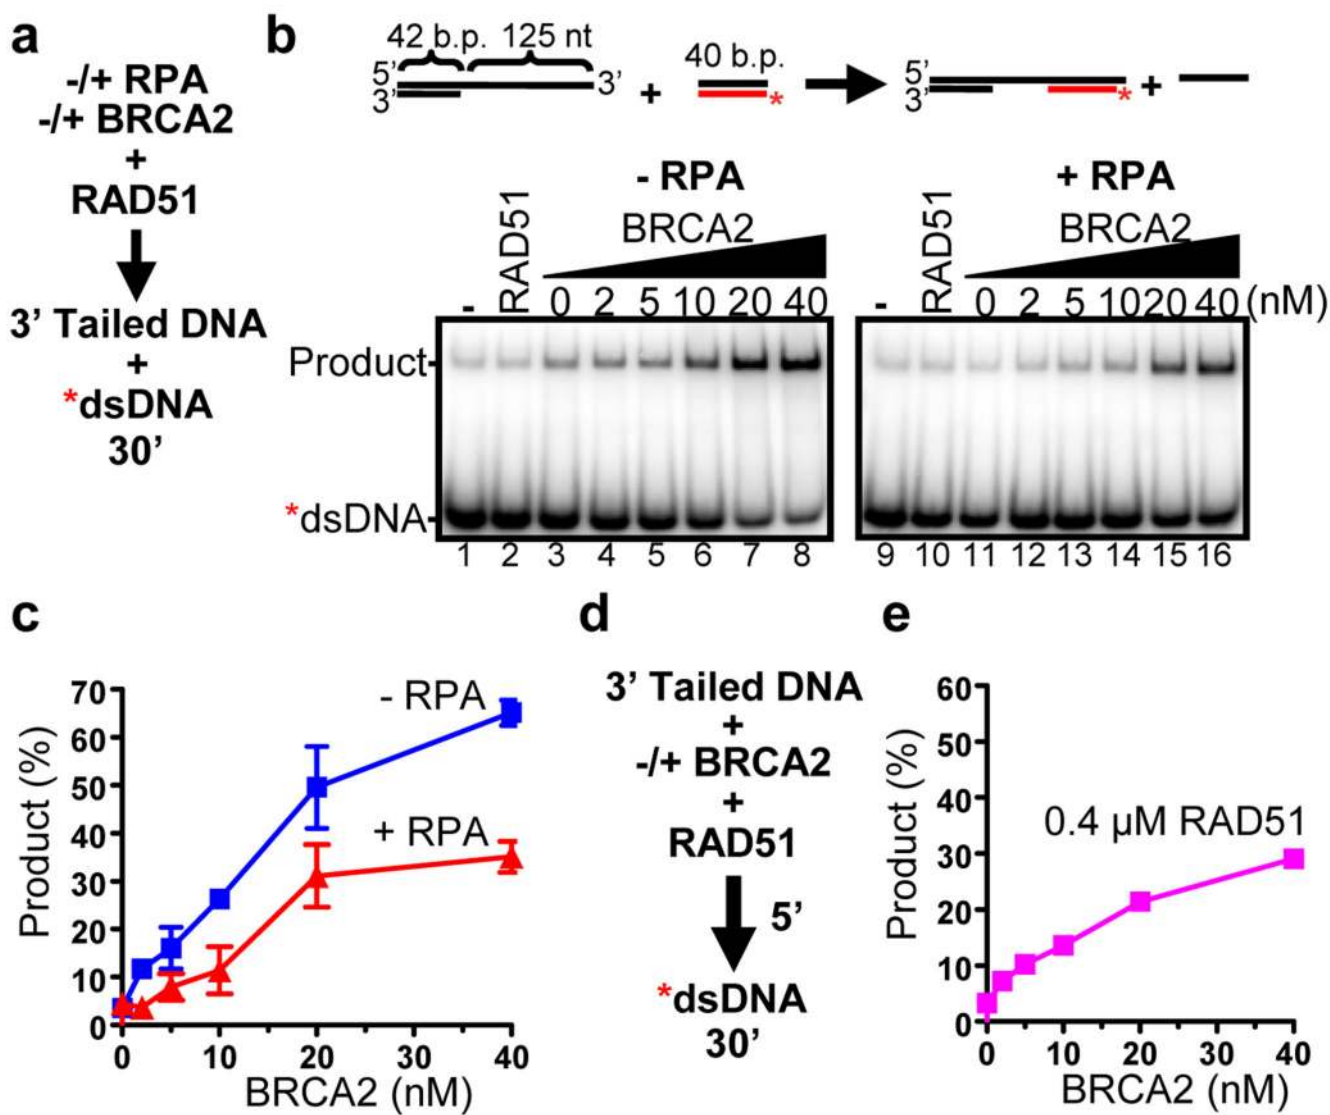 a
-/+ RPA
-/+ BRCA2
+
RAD51
3’ Tailed DNA
+
*dsDNA
30’
b
42 b.p. 125 nt
5’
3’
3’
+
40 b.p.
*
5’
3’
*
+
- RPA
BRCA2
- RAD51 0 2 5 10 20 40
+ RPA
BRCA2
- RAD51 0 2 5 10 20 40 (nM)
Product-
*dsDNA-
1 2 3 4 5 6 7 8
9 10 11 12 13 14 15 16
c
Product (%)
70
60
50
40
30
20
10
0
- RPA
+ RPA
0 10 20 30 40
BRCA2 (nM)
d
3’ Tailed DNA
+
-/+ BRCA2
+
RAD51
5’
*dsDNA
30’
e
Product (%)
60
50
40
30
20
10
0
0.4 µM RAD51
0 10 20 30 40
BRCA2 (nM)